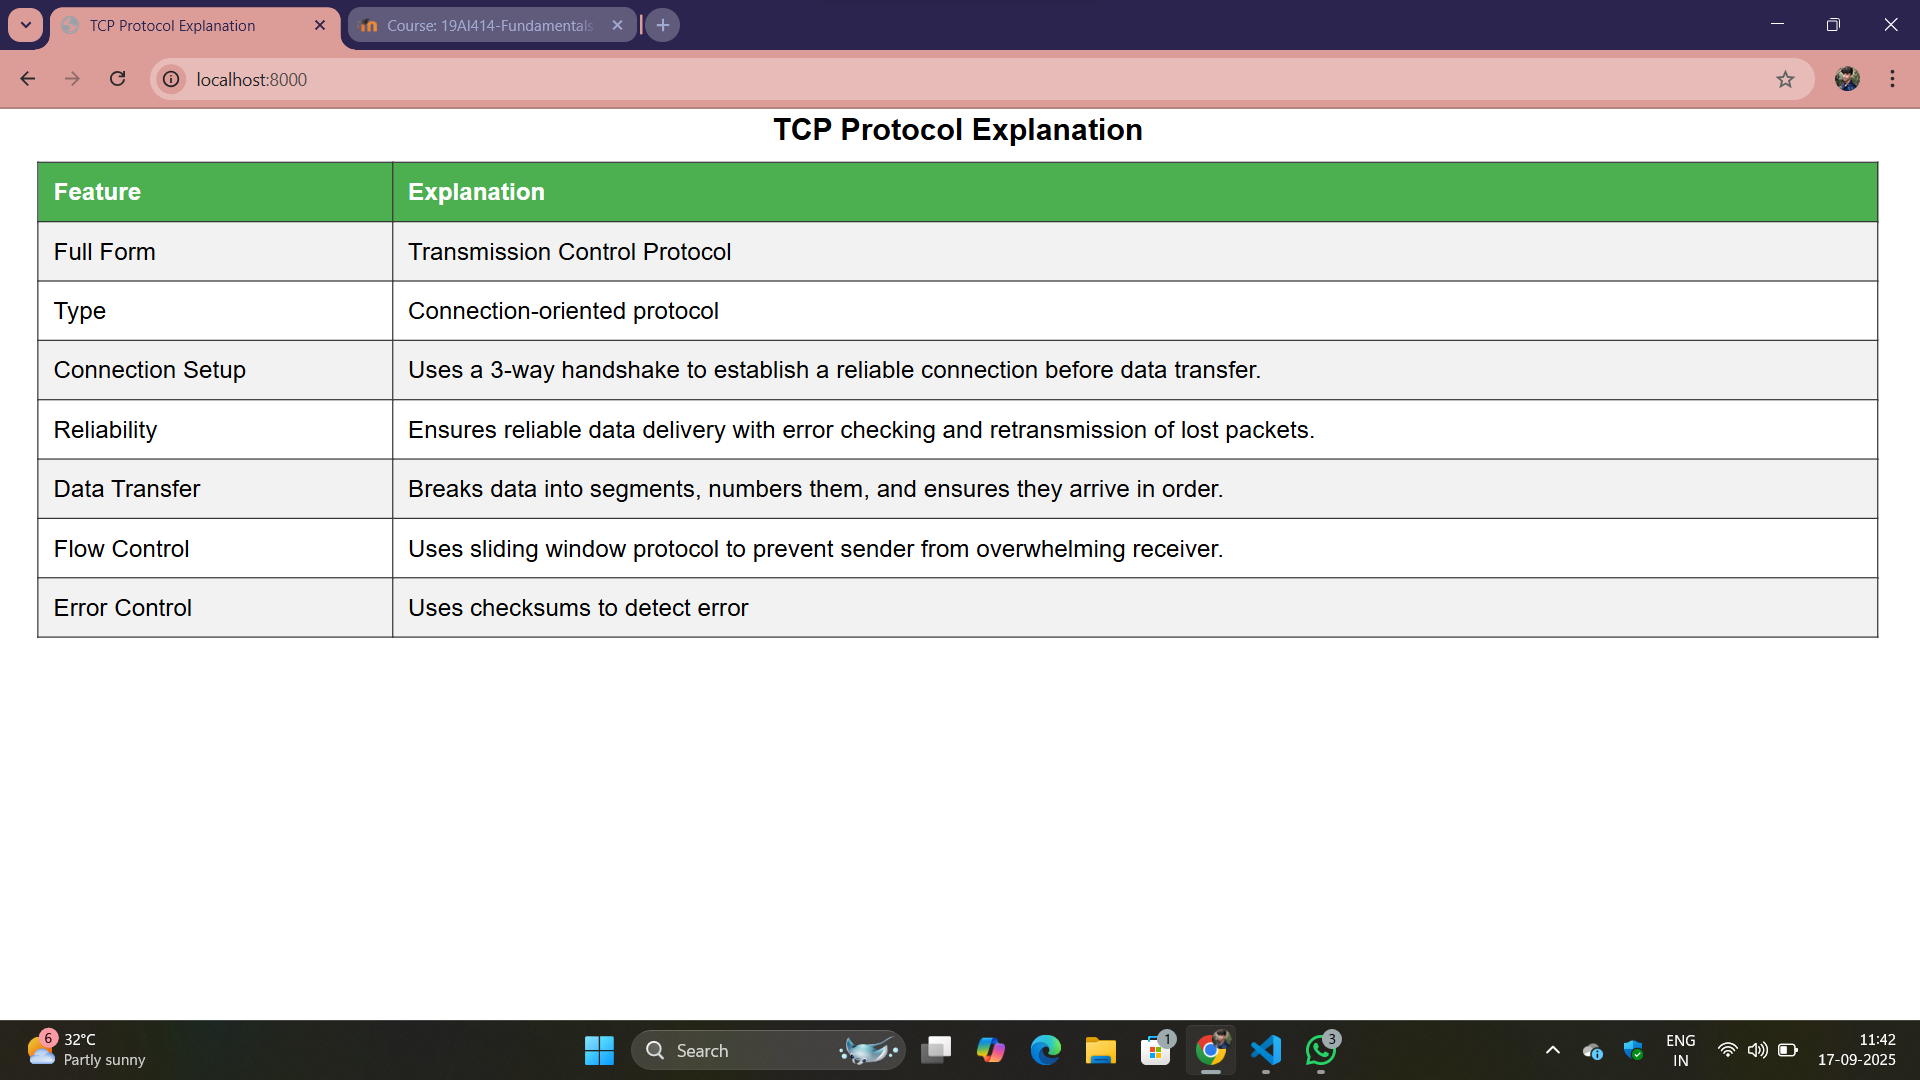 TCP Protocol Explanation
Course: 19AI414-Fundamentals
localhost:8000
TCP Protocol Explanation
Feature Explanation
Full Form Transmission Control Protocol
Type Connection-oriented protocol
Connection Setup Uses a 3-way handshake to establish a reliable connection before data transfer.
Reliability Ensures reliable data delivery with error checking and retransmission of lost packets.
Data Transfer Breaks data into segments, numbers them, and ensures they arrive in order.
Flow Control Uses sliding window protocol to prevent sender from overwhelming receiver.
Error Control Uses checksums to detect error
6
32°C
Partly sunny
Search
1
3
ENG
IN
11:42
17-09-2025